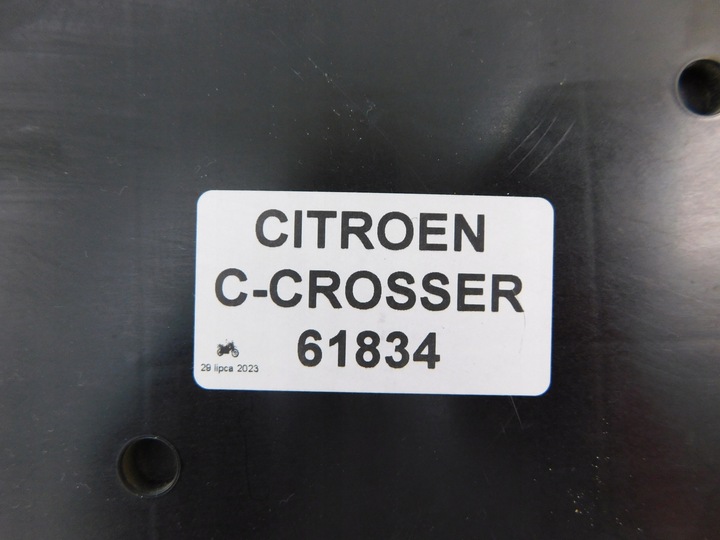 CITROEN
C-CROSSER
61834
29 lipca 2023